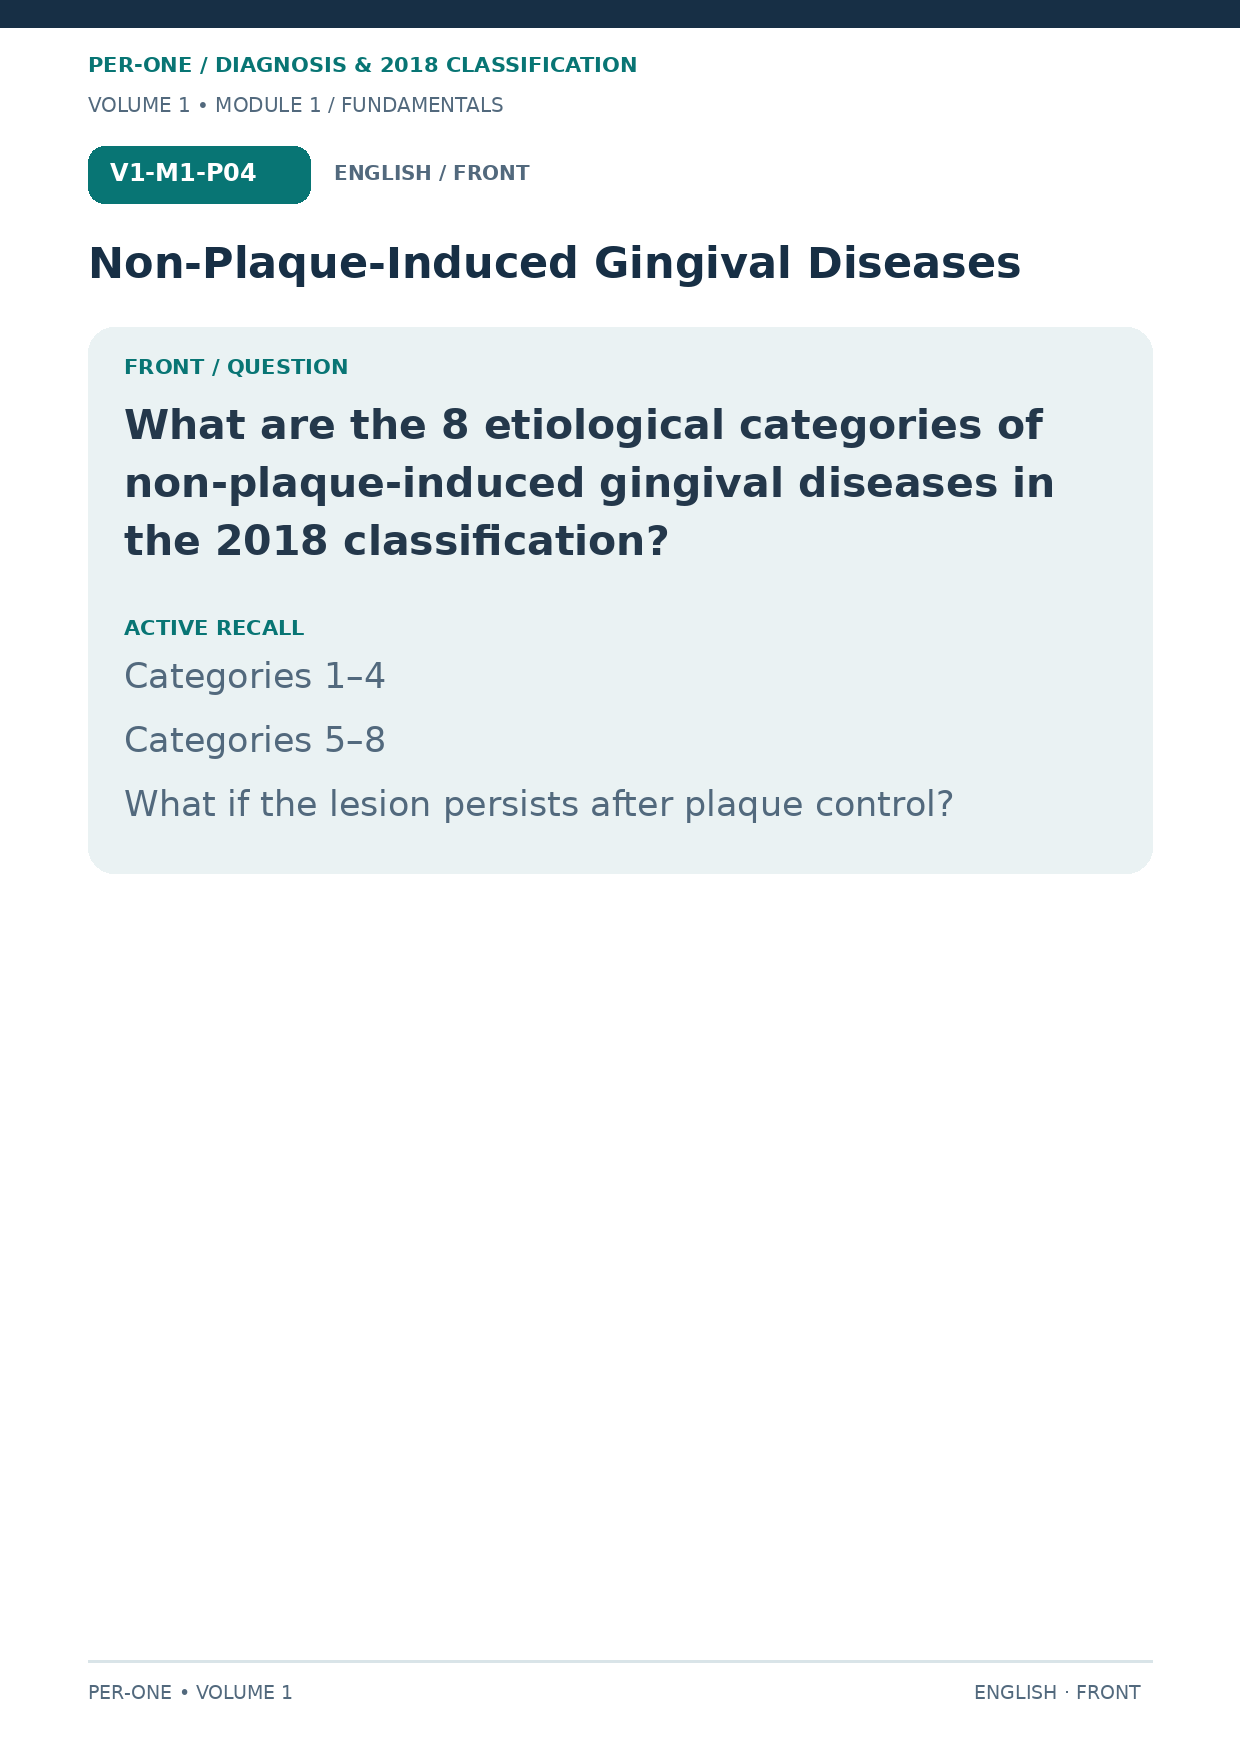 PER-ONE / DIAGNOSIS & 2018 CLASSIFICATION
VOLUME 1 • MODULE 1 / FUNDAMENTALS
V1-M1-P04
ENGLISH / FRONT
Non-Plaque-Induced Gingival Diseases
FRONT / QUESTION
What are the 8 etiological categories of
non-plaque-induced gingival diseases in
the 2018 classification?
ACTIVE RECALL
Categories 1–4
Categories 5–8
What if the lesion persists after plaque control?
PER-ONE • VOLUME 1
ENGLISH · FRONT